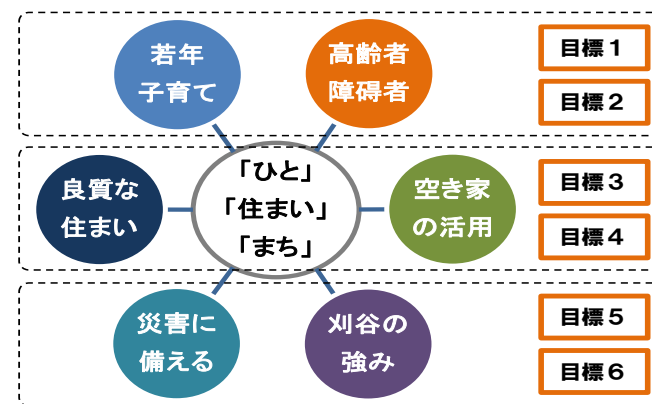 若年
子育て
高齢者
障碍者
目標1
目標2
良質な
住まい
「ひと」
「住まい」
「まち」
空き家
の活用
目標3
目標4
災害に
備える
刈谷の
強み
目標5
目標6